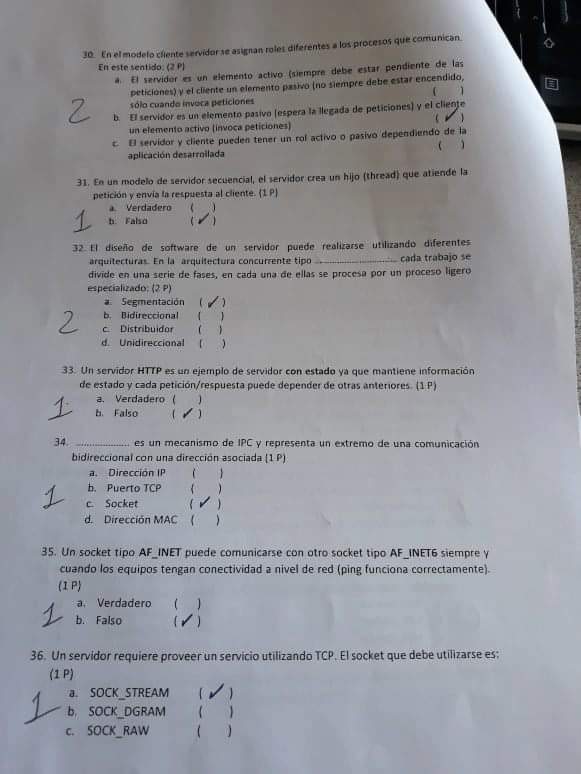 30. En el modelo cliente servidor se asignan roles diferentes a los procesos que comunican.
En este sentido: (2 P)
a. El servidor es un elemento activo (siempre debe estar pendiente de las
peticiones) y el cliente un elemento pasivo (no siempre debe estar encendido,
sólo cuando invoca peticiones ( )
2 b. El servidor es un elemento pasivo (espera la llegada de peticiones) y el cliente
un elemento activo (invoca peticiones) ( ✓ )
c. El servidor y cliente pueden tener un rol activo o pasivo dependiendo de la
aplicación desarrollada ( )
31. En un modelo de servidor secuencial, el servidor crea un hijo (thread) que atiende la
petición y envía la respuesta al cliente. (1 P)
a. Verdadero ( )
1 b. Falso ( ✓ )
32. El diseño de software de un servidor puede realizarse utilizando diferentes
arquitecturas. En la arquitectura concurrente tipo .......................... cada trabajo se
divide en una serie de fases, en cada una de ellas se procesa por un proceso ligero
especializado: (2 P)
a. Segmentación ( ✓ )
b. Bidireccional ( )
2 c. Distribuidor ( )
d. Unidireccional ( )
33. Un servidor HTTP es un ejemplo de servidor con estado ya que mantiene información
de estado y cada petición/respuesta puede depender de otras anteriores. (1 P)
a. Verdadero ( )
1 b. Falso ( ✓ )
34. .................. es un mecanismo de IPC y representa un extremo de una comunicación
bidireccional con una dirección asociada (1 P)
a. Dirección IP ( )
b. Puerto TCP ( )
1 c. Socket ( ✓ )
d. Dirección MAC ( )
35. Un socket tipo AF_INET puede comunicarse con otro socket tipo AF_INET6 siempre y
cuando los equipos tengan conectividad a nivel de red (ping funciona correctamente).
(1 P)
a. Verdadero ( )
1 b. Falso ( ✓ )
36. Un servidor requiere proveer un servicio utilizando TCP. El socket que debe utilizarse es:
(1 P)
a. SOCK_STREAM ( ✓ )
1 b. SOCK_DGRAM ( )
c. SOCK_RAW ( )